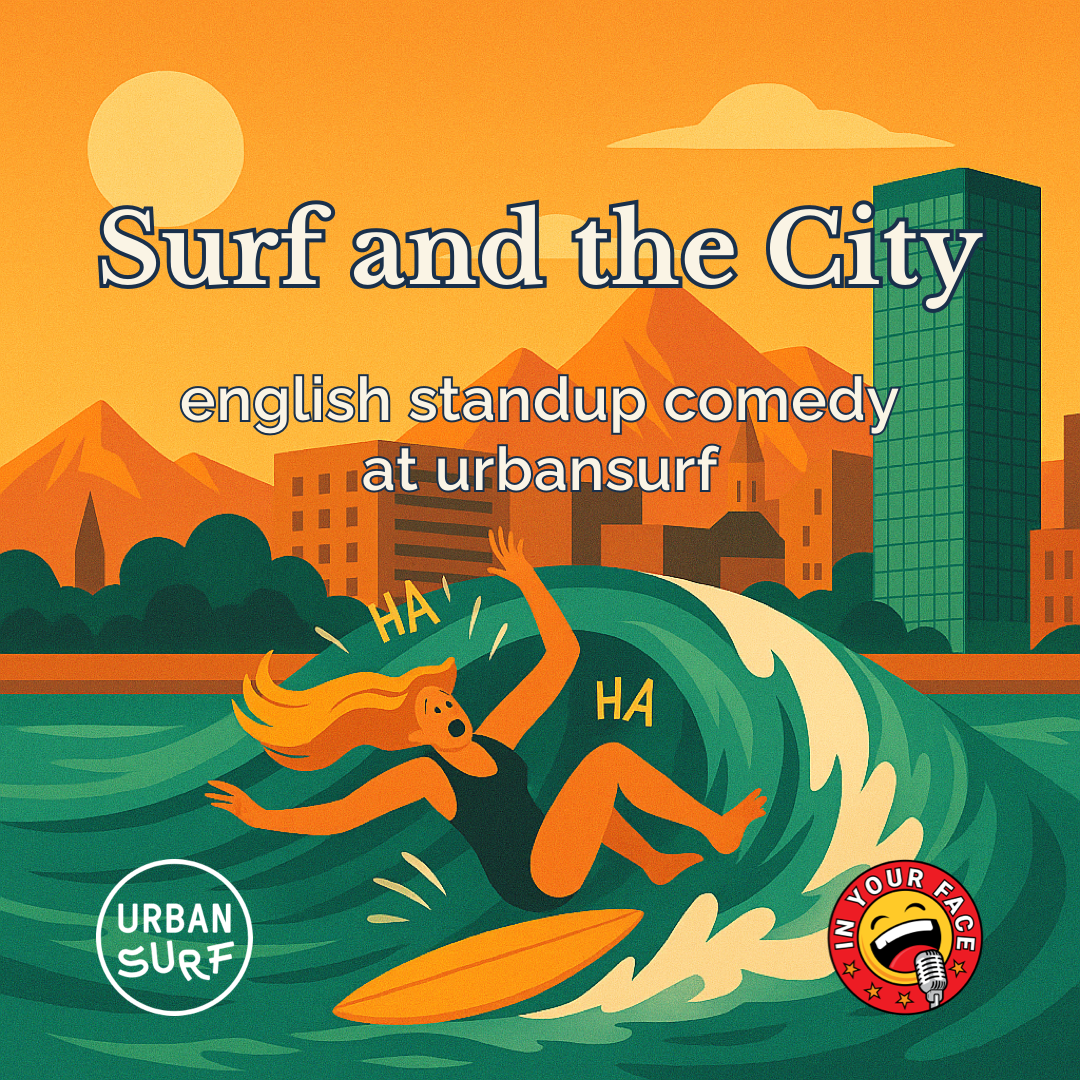 Surf and the City
english standup comedy
at urbansurf
HA
HA
URBAN
SURF
IN YOUR FACE